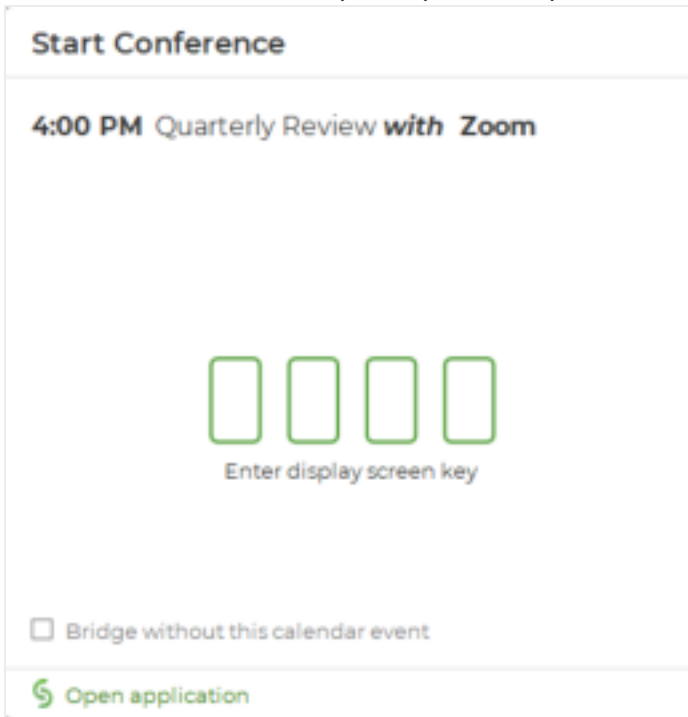 Start Conference
4:00 PM Quarterly Review with Zoom
Enter display screen key
Bridge without this calendar event
Open application